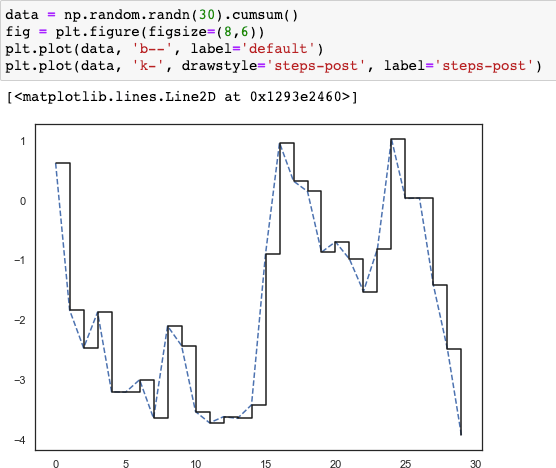 data = np.random.randn(30).cumsum()
fig = plt.figure(figsize=(8,6))
plt.plot(data, 'b--', label='default')
plt.plot(data, 'k-', drawstyle='steps-post', label='steps-post')
[<matplotlib.lines.Line2D at 0x1293e2460>]
1
0
−1
−2
−3
−4
0 5 10 15 20 25 30